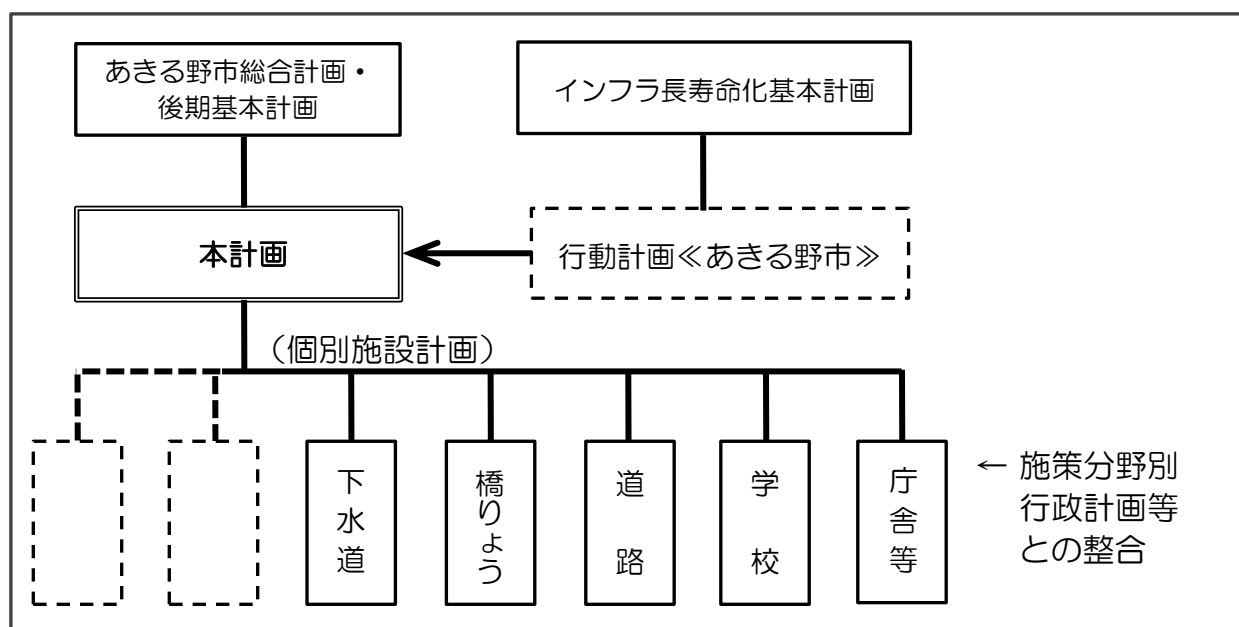 あきる野市総合計画・
後期基本計画
インフラ長寿命化基本計画
本計画
行動計画≪あきる野市≫
（個別施設計画）
下水道
橋りょう
道路
学校
庁舎等
← 施策分野別
行政計画等
との整合